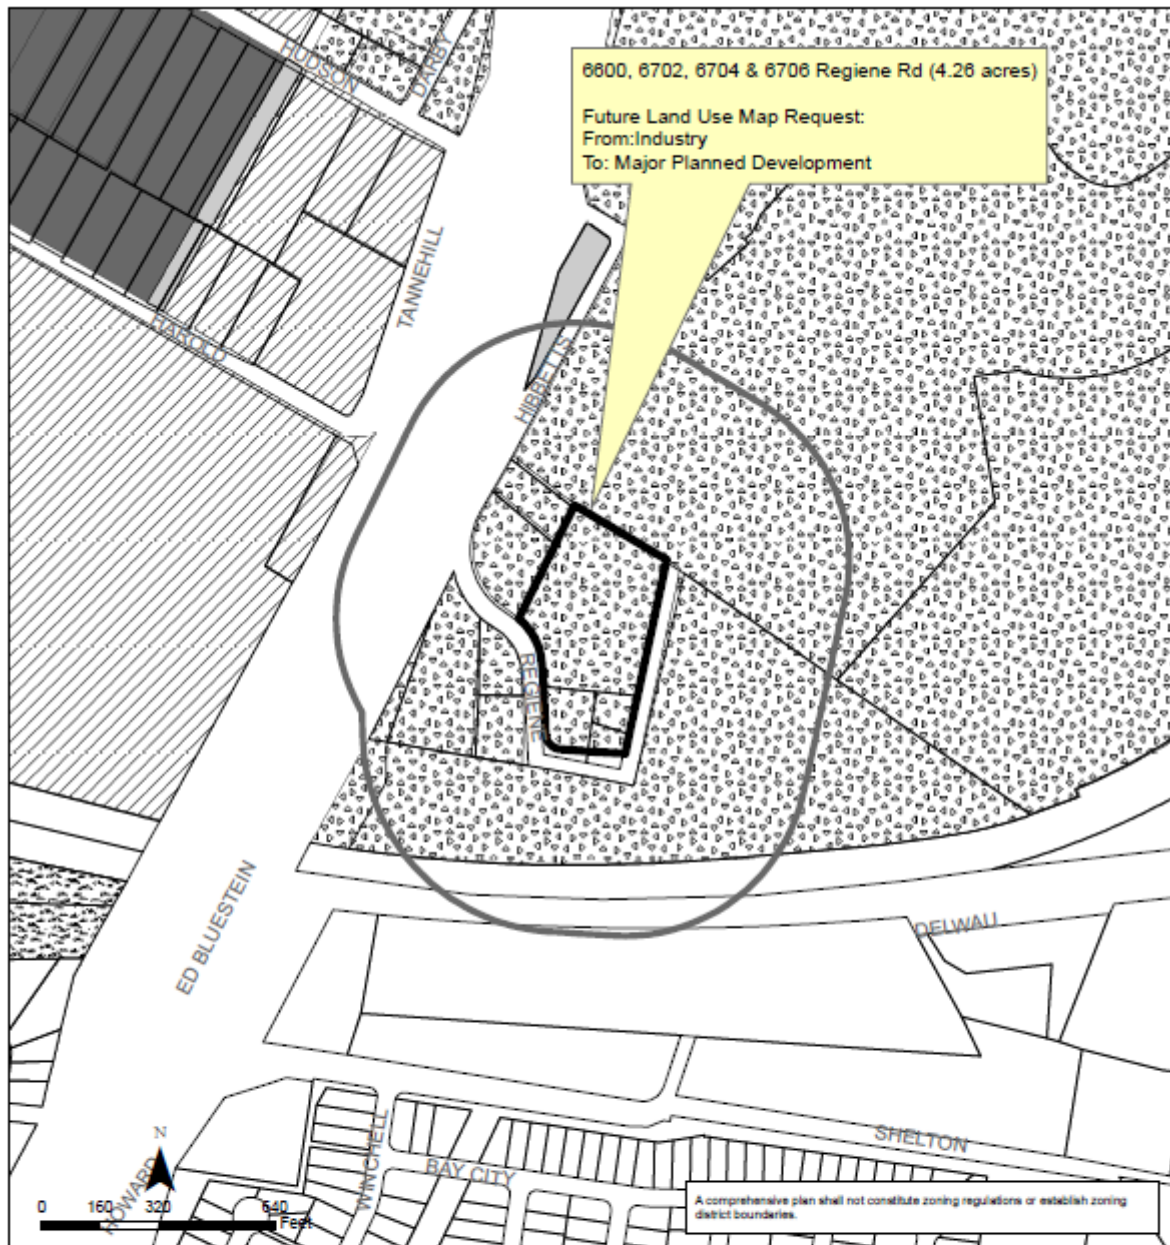 HUDSON
DARBY
6600, 6702, 6704 & 6706 Regiene Rd (4.26 acres)
Future Land Use Map Request:
From:Industry
To: Major Planned Development
TANNEHILL
HAROLD
HIBBETTS
REGIENE
ED BLUESTEIN
DELWAU
SHELTON
WINCHELL
BAY CITY
HOWARD
N
0 160 320 640
Feet
A comprehensive plan shall not constitute zoning regulations or establish zoning
district boundaries.